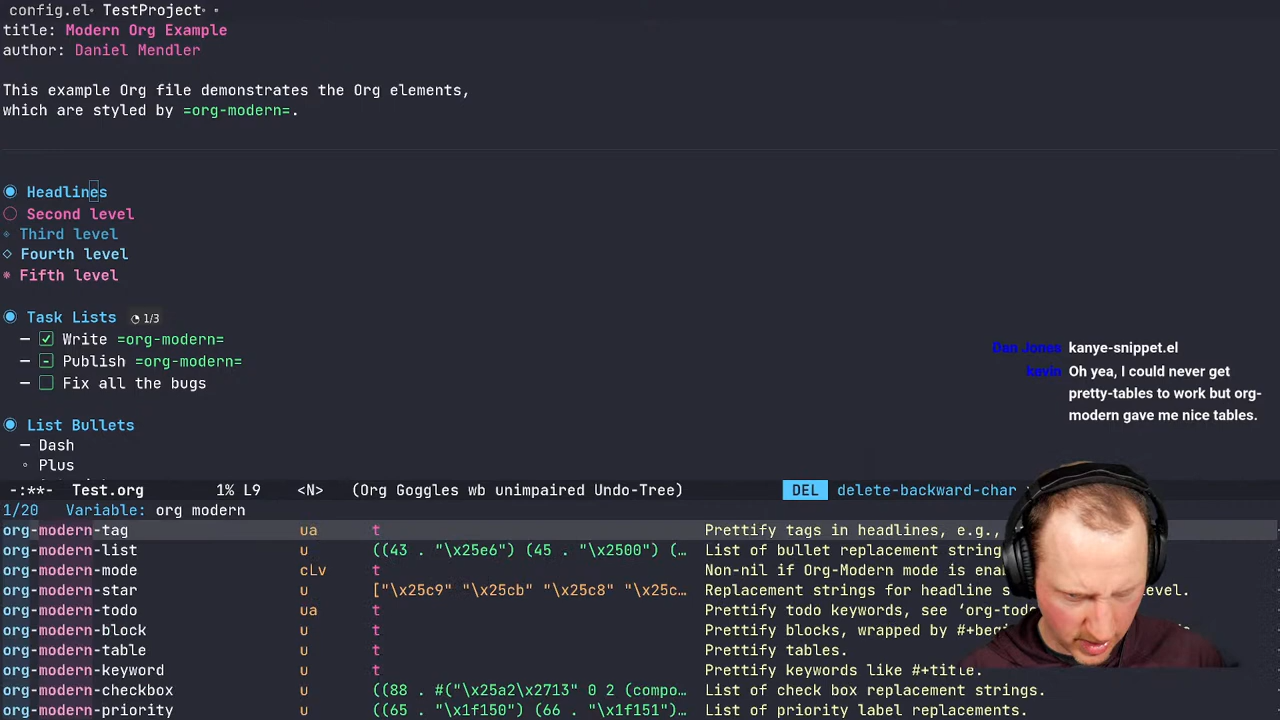 config.el TestProject
title: Modern Org Example
author: Daniel Mendler
This example Org file demonstrates the Org elements,
which are styled by =org-modern=.
Headlines
Second level
Third level
Fourth level
Fifth level
Task Lists 1/3
Write =org-modern=
Publish =org-modern=
Fix all the bugs
List Bullets
Dash
Plus
Dan Jones kanye-snippet.el
kevin Oh yea, I could never get
pretty-tables to work but org-
modern gave me nice tables.
-:**- Test.org 1% L9 <N> (Org Goggles wb unimpaired Undo-Tree) DEL delete-backward-char
1/20 Variable: org modern
org-modern-tag ua t Prettify tags in headlines, e.g.,
org-modern-list u ((43 . "\x25e6") (45 . "\x2500") (… List of bullet replacement string
org-modern-mode cLv t Non-nil if Org-Modern mode is ena
org-modern-star u ["\x25c9" "\x25cb" "\x25c8" "\x25c… Replacement strings for headline s
org-modern-todo ua t Prettify todo keywords, see ‘org-todo
org-modern-block u t Prettify blocks, wrapped by #+beg
org-modern-table u t Prettify tables.
org-modern-keyword u t Prettify keywords like #+title.
org-modern-checkbox u ((88 . #("\x25a2\x2713" 0 2 (compo… List of check box replacement strings.
org-modern-priority u ((65 . "\x1f150") (66 . "\x1f151")… List of priority label replacements.